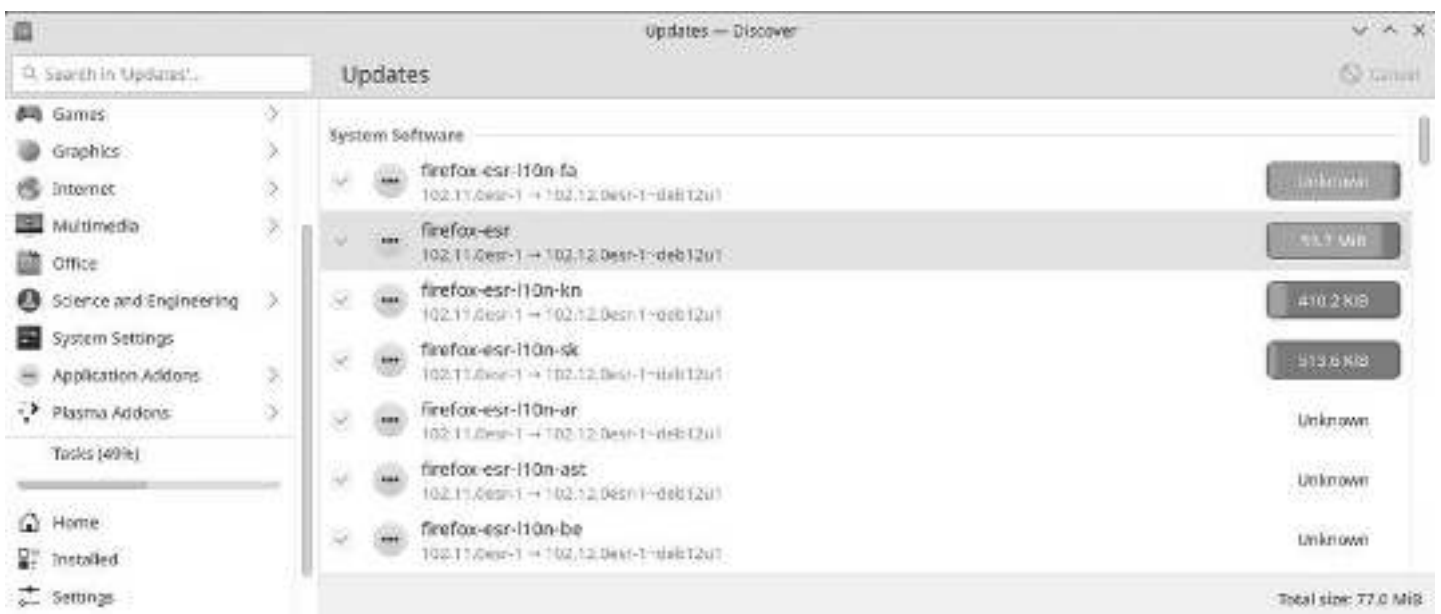 Updates — Discover
Search in 'Updates'...
Updates
Cancel
Games
Graphics
Internet
Multimedia
Office
Science and Engineering
System Settings
Application Addons
Plasma Addons
Tasks (49%)
Home
Installed
Settings
System Software
firefox-esr-l10n-fa
102.11.0esr-1 → 102.12.0esr-1~deb12u1
Unknown
firefox-esr
102.11.0esr-1 → 102.12.0esr-1~deb12u1
MiB
firefox-esr-l10n-kn
102.11.0esr-1 → 102.12.0esr-1~deb12u1
410.2 KiB
firefox-esr-l10n-sk
102.11.0esr-1 → 102.12.0esr-1~deb12u1
513.6 KiB
firefox-esr-l10n-ar
102.11.0esr-1 → 102.12.0esr-1~deb12u1
Unknown
firefox-esr-l10n-ast
102.11.0esr-1 → 102.12.0esr-1~deb12u1
Unknown
firefox-esr-l10n-be
102.11.0esr-1 → 102.12.0esr-1~deb12u1
Unknown
Total size: 77.0 MiB